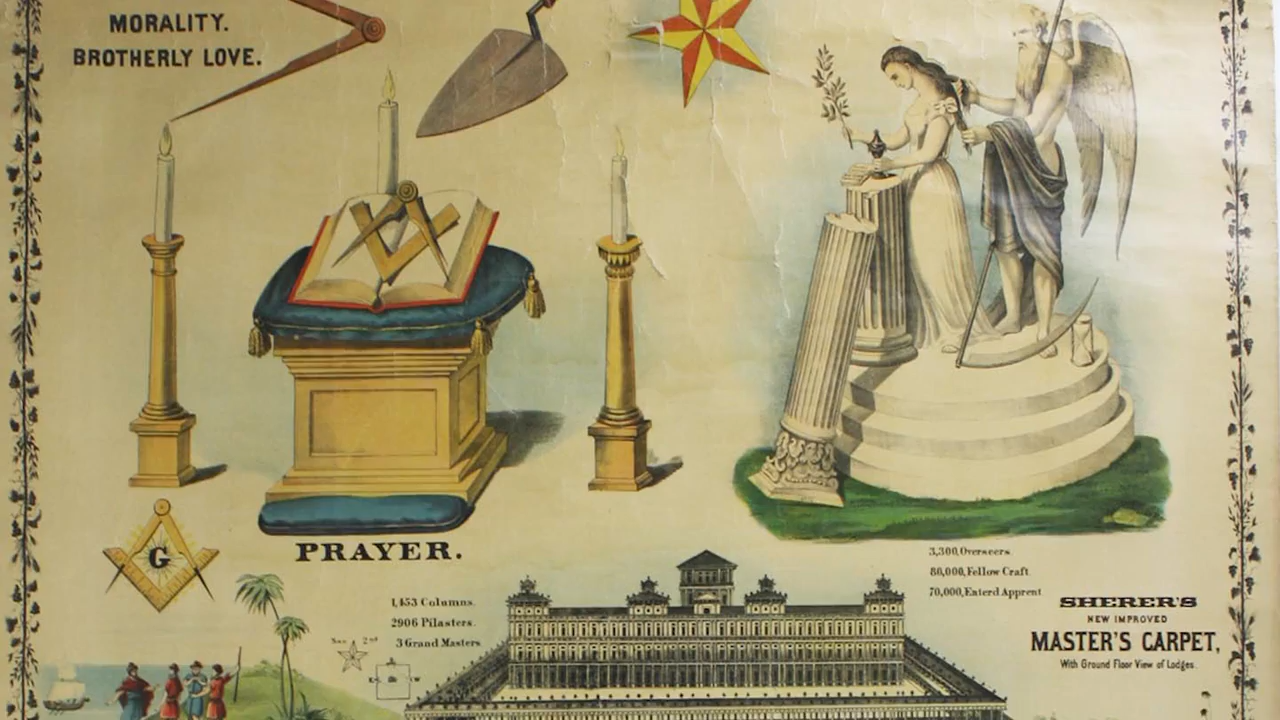 MORALITY.
BROTHERLY LOVE.
G
PRAYER.
1,453 Columns.
2906 Pilasters.
3 Grand Masters
3,300, Overseers.
80,000, Fellow Craft.
70,000, Enterd Apprent
SHERER'S
NEW IMPROVED
MASTER'S CARPET,
With Ground Floor View of Lodges.